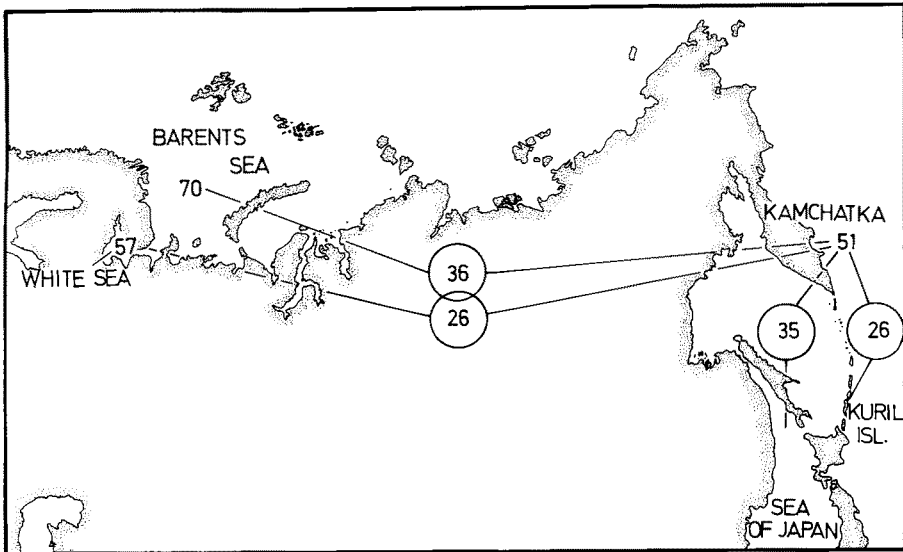 BARENTS
SEA
70
KAMCHATKA
57
51
WHITE SEA
36
26
35
26
KURIL
ISL.
SEA
OF JAPAN